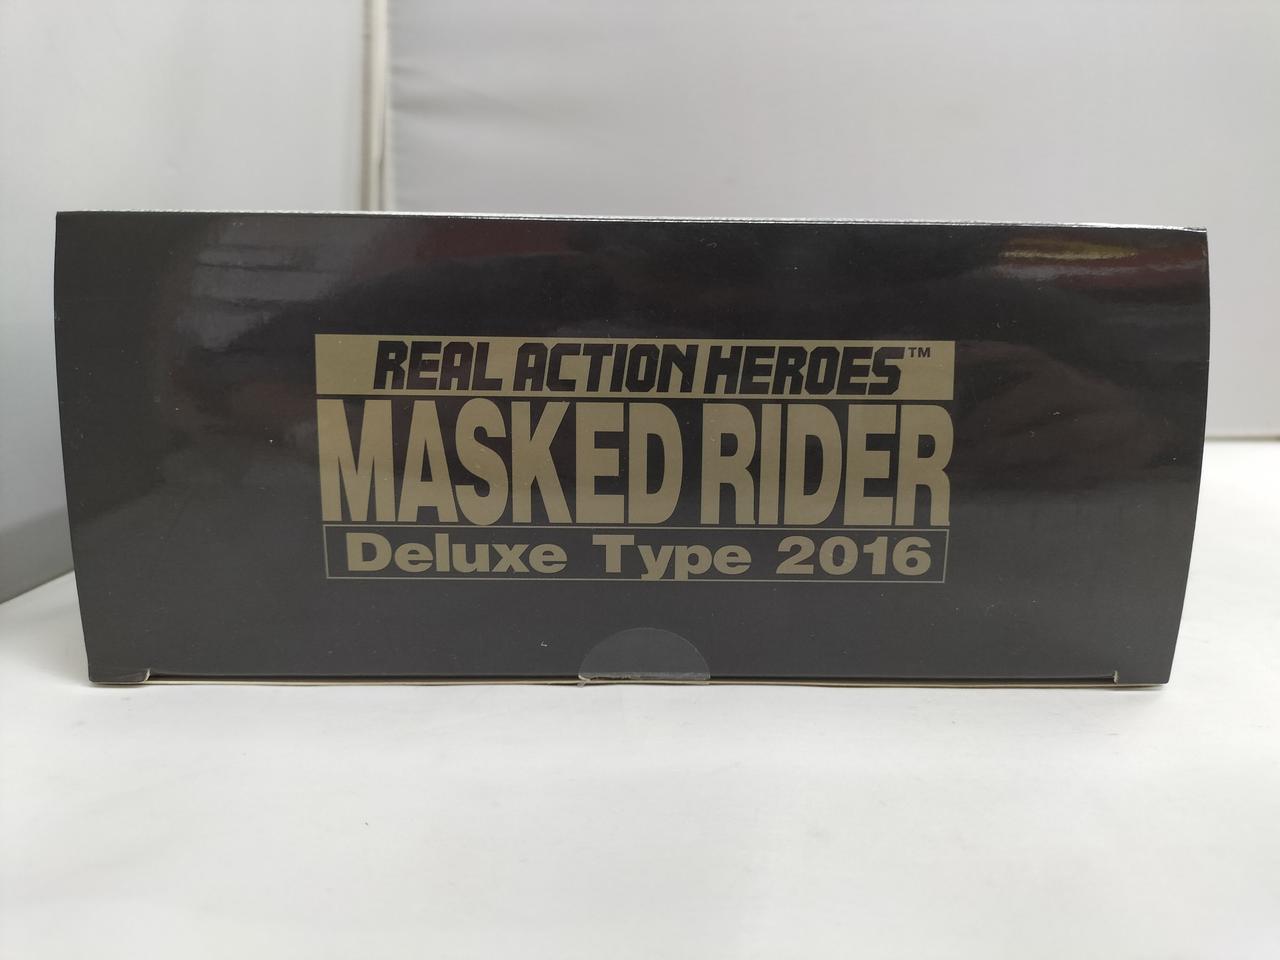 REAL ACTION HEROES™
MASKED RIDER
Deluxe Type 2016